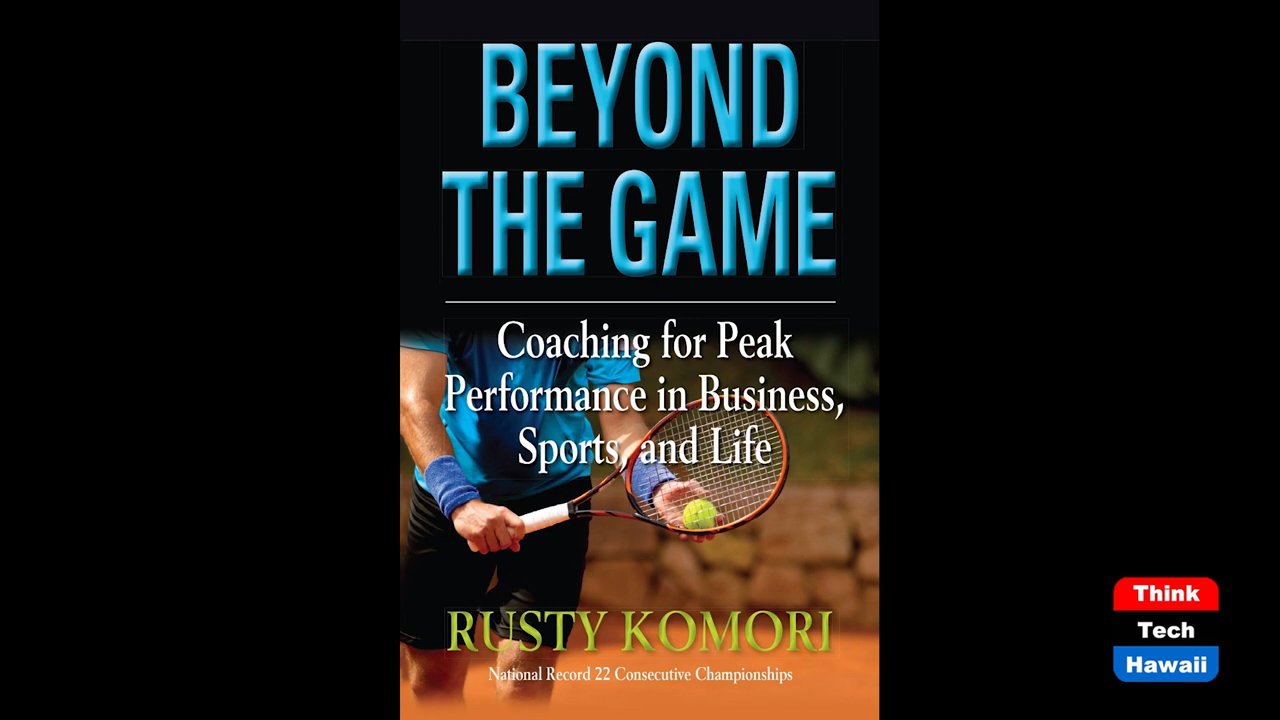 BEYOND
THE GAME
Coaching for Peak
Performance in Business,
Sports, and Life
RUSTY KOMORI
National Record 22 Consecutive Championships
Think
Tech
Hawaii